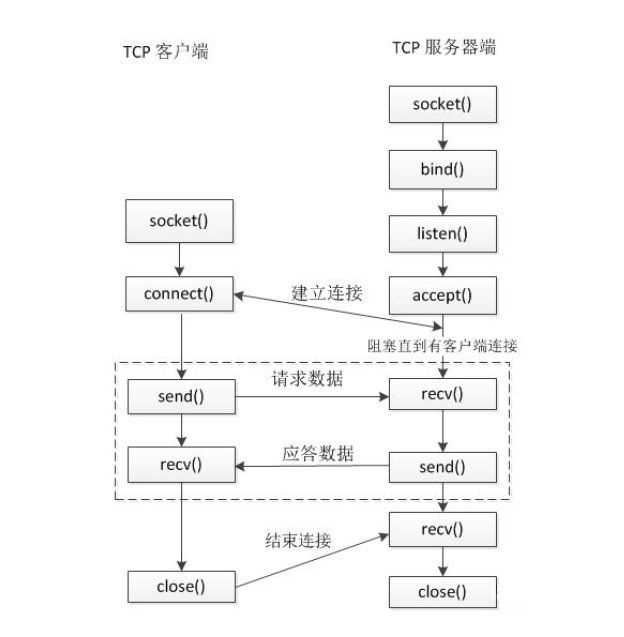 TCP 客户端
TCP 服务器端
socket()
bind()
socket()
listen()
connect()
建立连接
accept()
阻塞直到有客户端连接
send()
请求数据
recv()
recv()
应答数据
send()
结束连接
recv()
close()
close()